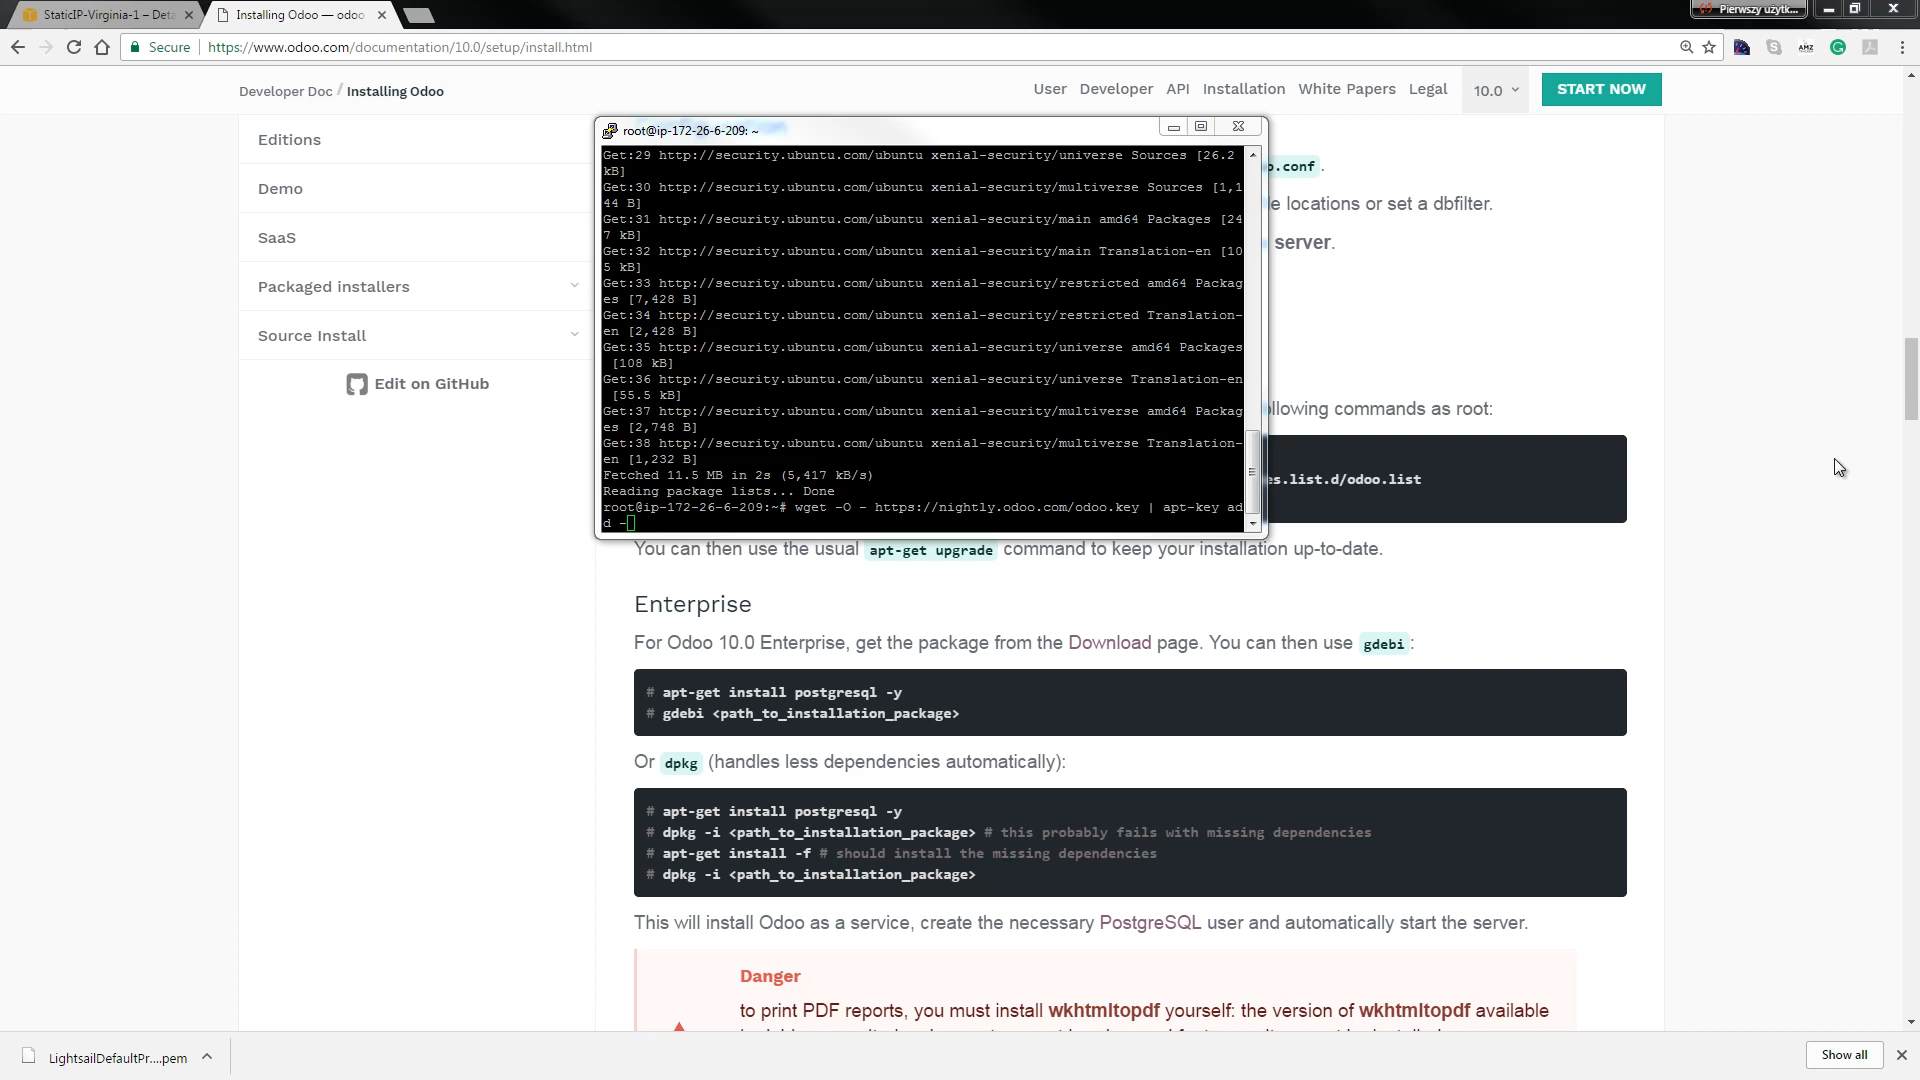 StaticIP-Virginia-1 – Deta
Installing Odoo — odoo
Pierwszy użytk...
Secure
https://www.odoo.com/documentation/10.0/setup/install.html
AMZ
Developer Doc / Installing Odoo
User Developer API Installation White Papers Legal 10.0 START NOW
Editions
Demo
SaaS
Packaged installers
Source Install
Edit on GitHub
root@ip-172-26-6-209: ~
Get:29 http://security.ubuntu.com/ubuntu xenial-security/universe Sources [26.2
kB]
Get:30 http://security.ubuntu.com/ubuntu xenial-security/multiverse Sources [1,1
44 B]
Get:31 http://security.ubuntu.com/ubuntu xenial-security/main amd64 Packages [24
7 kB]
Get:32 http://security.ubuntu.com/ubuntu xenial-security/main Translation-en [10
5 kB]
Get:33 http://security.ubuntu.com/ubuntu xenial-security/restricted amd64 Packag
es [7,428 B]
Get:34 http://security.ubuntu.com/ubuntu xenial-security/restricted Translation-
en [2,428 B]
Get:35 http://security.ubuntu.com/ubuntu xenial-security/universe amd64 Packages
[108 kB]
Get:36 http://security.ubuntu.com/ubuntu xenial-security/universe Translation-en
[55.5 kB]
Get:37 http://security.ubuntu.com/ubuntu xenial-security/multiverse amd64 Packag
es [2,748 B]
Get:38 http://security.ubuntu.com/ubuntu xenial-security/multiverse Translation-
en [1,232 B]
Fetched 11.5 MB in 2s (5,417 kB/s)
Reading package lists... Done
root@ip-172-26-6-209:~# wget -O - https://nightly.odoo.com/odoo.key | apt-key ad
d -
o.conf.
e locations or set a dbfilter.
server.
llowing commands as root:
es.list.d/odoo.list
You can then use the usual apt-get upgrade command to keep your installation up-to-date.
Enterprise
For Odoo 10.0 Enterprise, get the package from the Download page. You can then use gdebi:
# apt-get install postgresql -y
# gdebi <path_to_installation_package>
Or dpkg (handles less dependencies automatically):
# apt-get install postgresql -y
# dpkg -i <path_to_installation_package> # this probably fails with missing dependencies
# apt-get install -f # should install the missing dependencies
# dpkg -i <path_to_installation_package>
This will install Odoo as a service, create the necessary PostgreSQL user and automatically start the server.
Danger
to print PDF reports, you must install wkhtmltopdf yourself: the version of wkhtmltopdf available
LightsailDefaultPr....pem
Show all